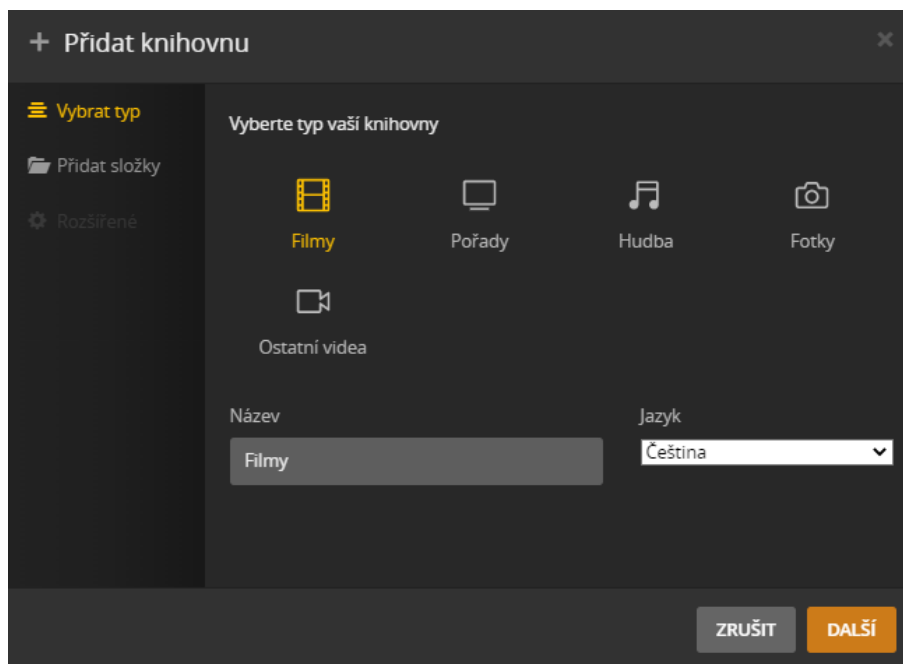 Přidat knihovnu
Vybrat typ
Přidat složky
Rozšířené
Vyberte typ vaší knihovny
Filmy
Pořady
Hudba
Fotky
Ostatní videa
Název
Jazyk
Filmy
Čeština
ZRUŠIT
DALŠÍ